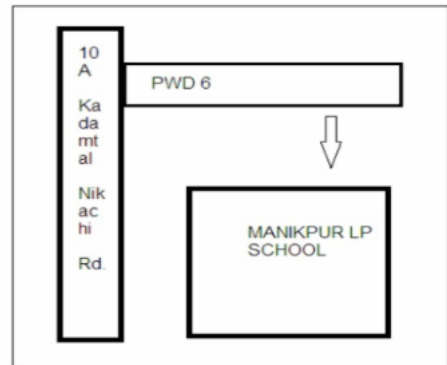 10
A
Ka
da
mt
al
Nik
ac
hi
Rd.
PWD 6
MANIKPUR LP
SCHOOL